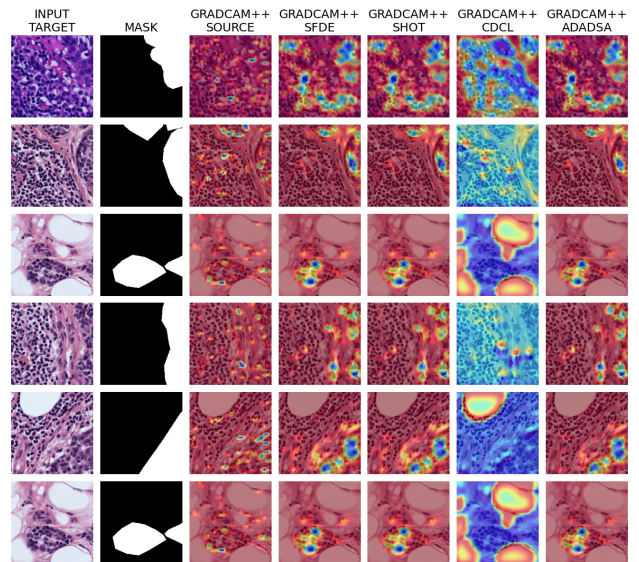 INPUT TARGET
MASK
GRADCAM++ SOURCE
GRADCAM++ SFDE
GRADCAM++ SHOT
GRADCAM++ CDCL
GRADCAM++ ADADSA